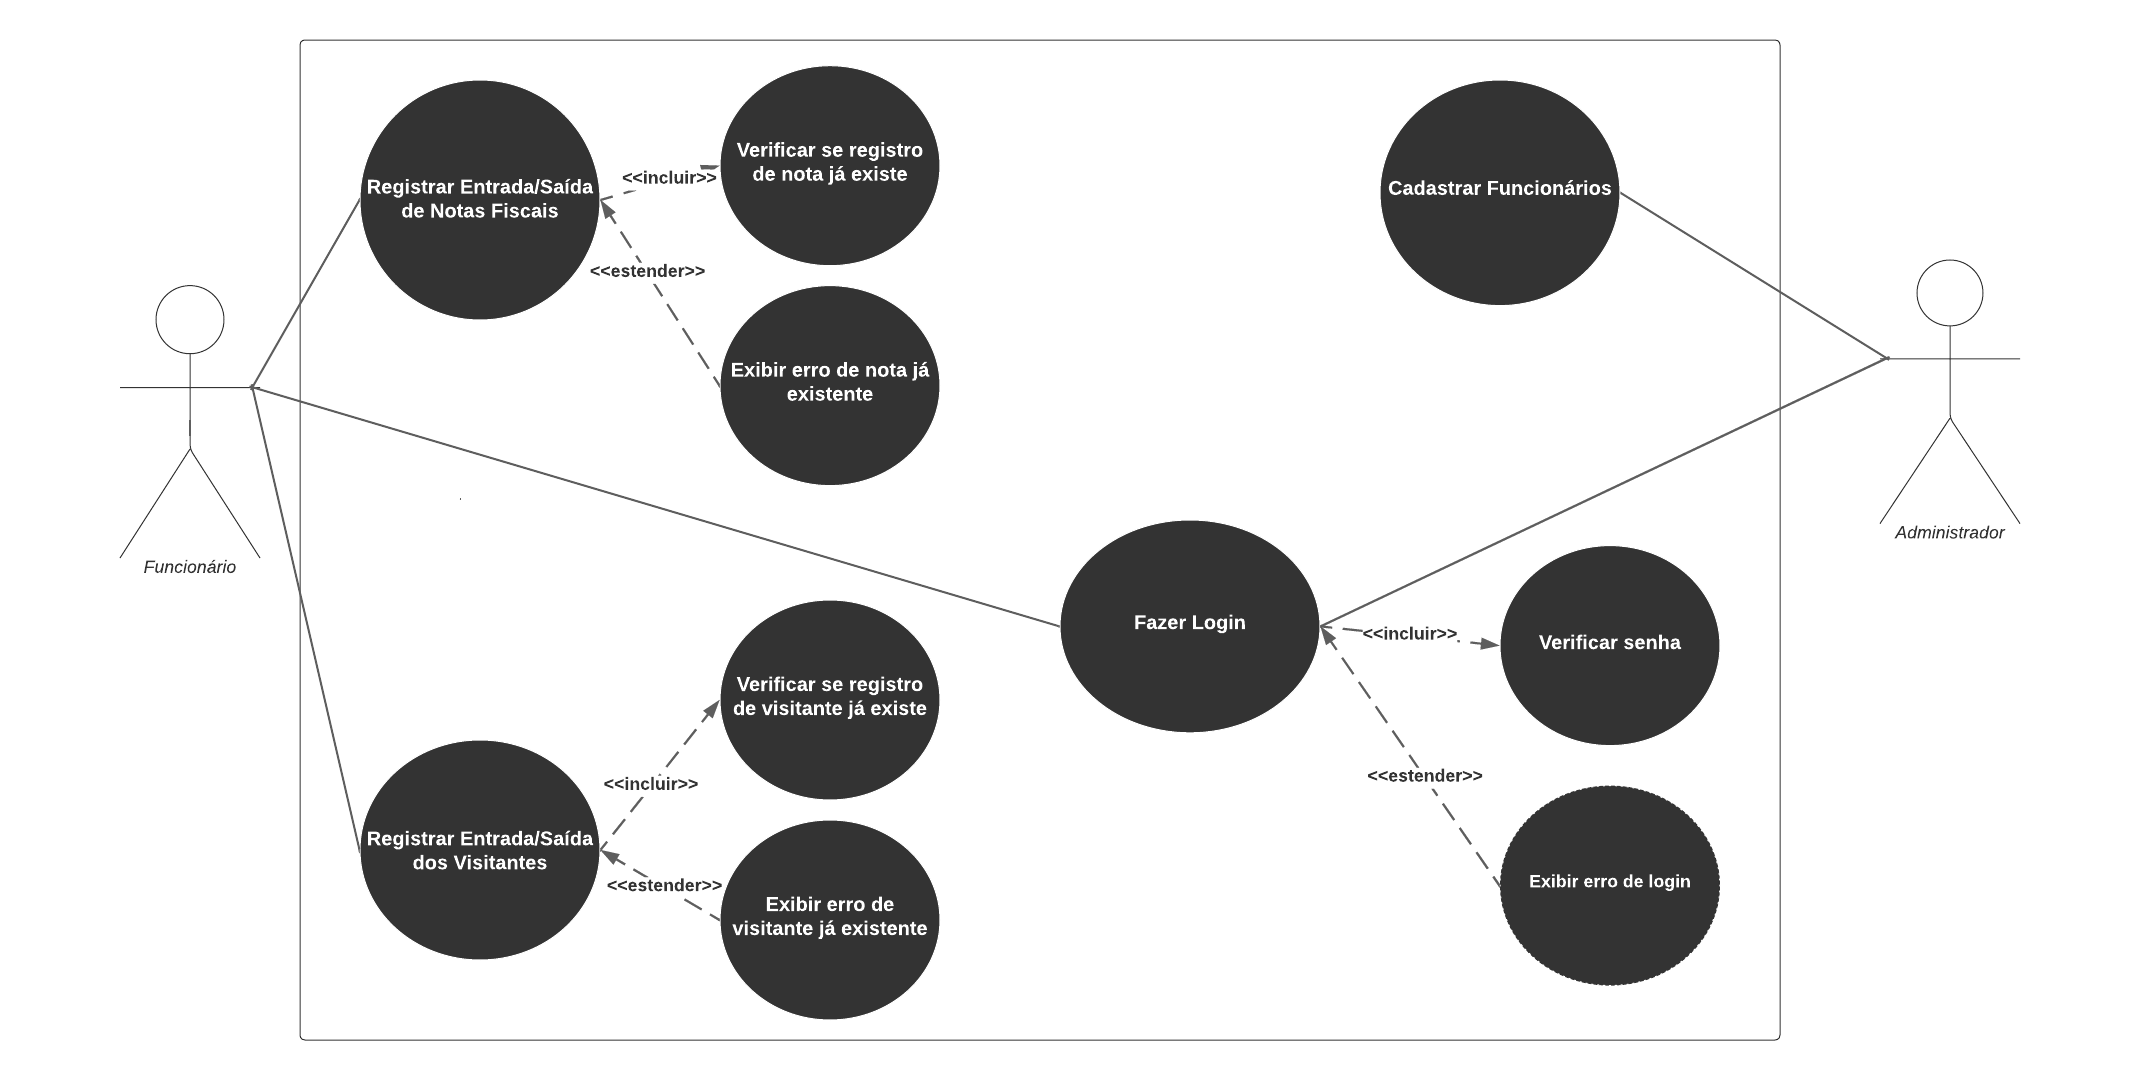 Verificar se registro
de nota já existe
<<incluir>>
Registrar Entrada/Saída
de Notas Fiscais
Cadastrar Funcionários
<<estender>>
Exibir erro de nota já
existente
Funcionário
Administrador
Fazer Login
<<incluir>>
Verificar senha
Verificar se registro
de visitante já existe
<<incluir>>
<<estender>>
Registrar Entrada/Saída
dos Visitantes
<<estender>>
Exibir erro de
visitante já existente
Exibir erro de login